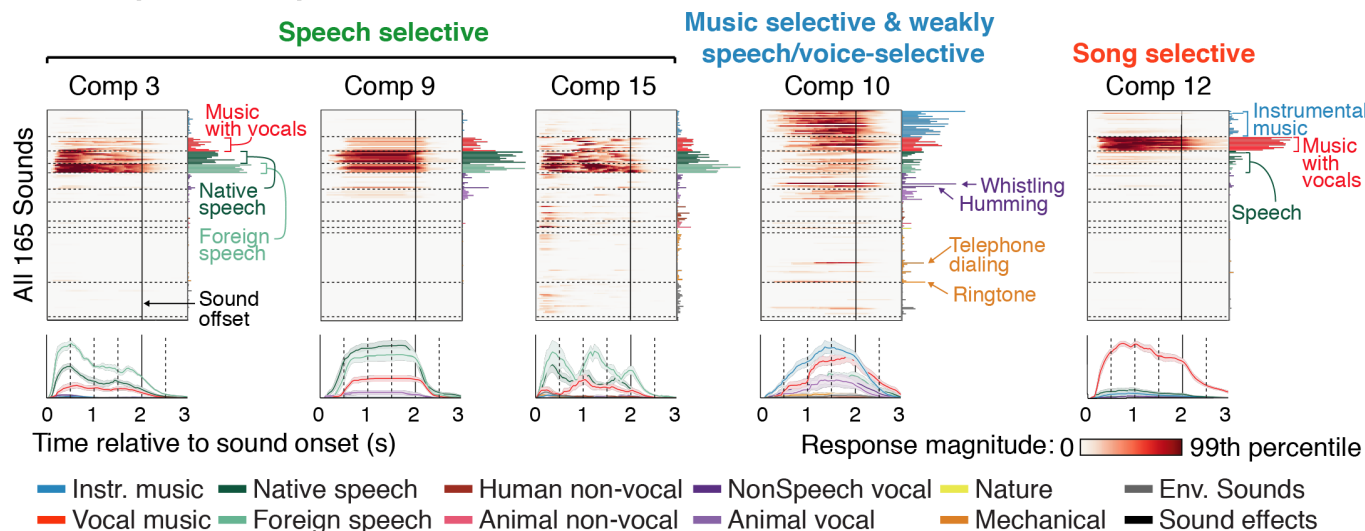 Speech selective
Music selective & weakly
speech/voice-selective
Song selective
Comp 3
Comp 9
Comp 15
Comp 10
Comp 12
All 165 Sounds
Music
with vocals
Native
speech
Foreign
speech
Sound
offset
Whistling
Humming
Telephone
dialing
Ringtone
Instrumental
music
Music
with
vocals
Speech
0 1 2 3
0 1 2 3
0 1 2 3
0 1 2 3
0 1 2 3
Time relative to sound onset (s)
Response magnitude: 0 99th percentile
Instr. music Native speech Human non-vocal NonSpeech vocal Nature Env. Sounds
Vocal music Foreign speech Animal non-vocal Animal vocal Mechanical Sound effects